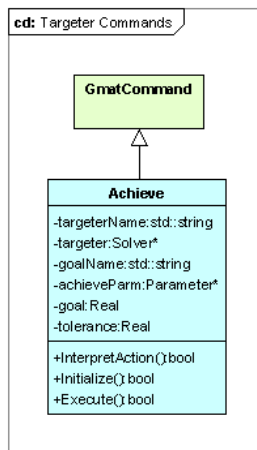 cd: Targeter Commands
GmatCommand
Achieve
-targeterName:std::string
-targeter:Solver*
-goalName:std::string
-achieveParm:Parameter*
-goal:Real
-tolerance:Real
+InterpretAction():bool
+Initialize():bool
+Execute():bool